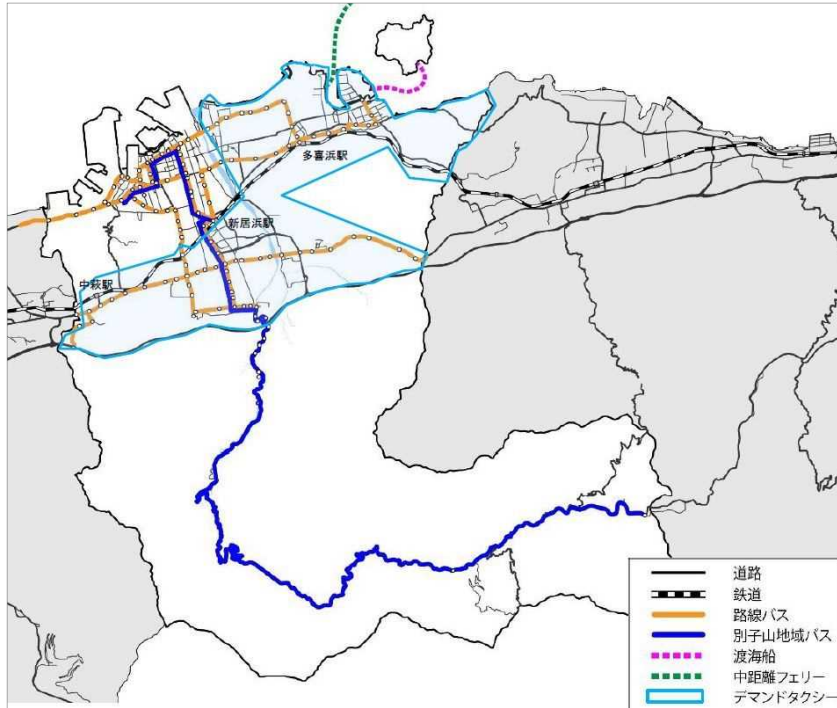 多喜浜駅
新居浜駅
中萩駅
道路
鉄道
路線バス
別子山地域バス
渡海船
中距離フェリー
デマンドタクシー